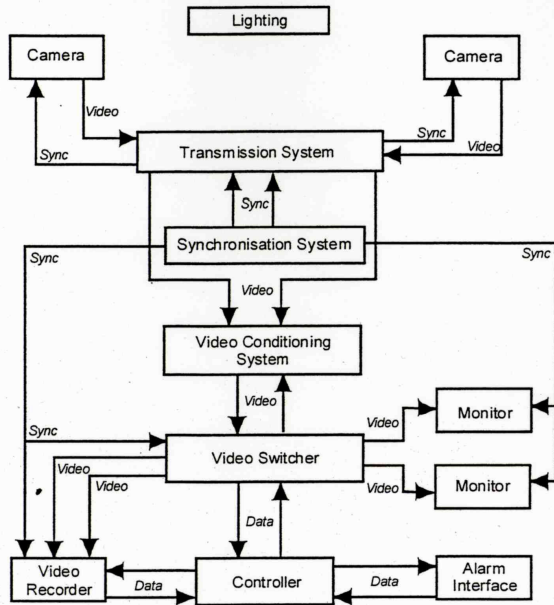 Lighting
Camera
Camera
Video
Sync
Sync
Video
Transmission System
Sync
Synchronisation System
Sync
Sync
Video
Video Conditioning
System
Video
Monitor
Video
Sync
Video Switcher
Video
Video
Video
Monitor
Data
Video
Recorder
Data
Controller
Data
Alarm
Interface